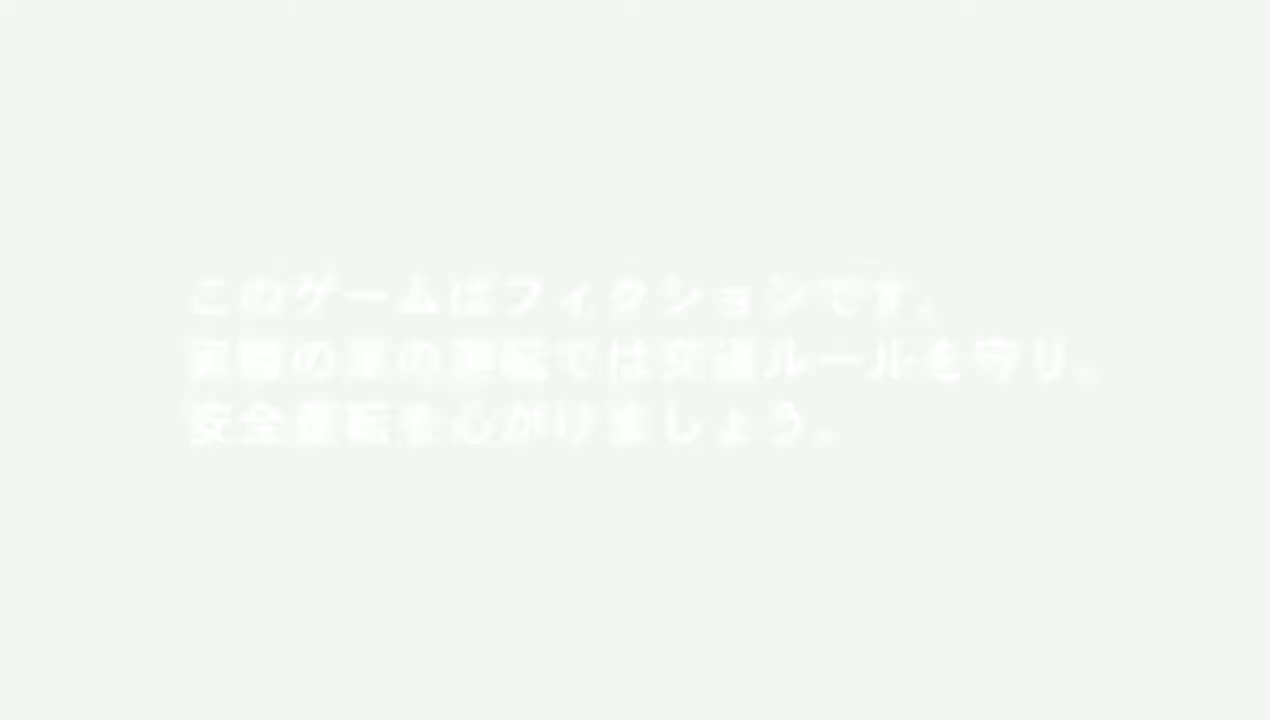 このゲームはフィクションです。
実際の車の運転では交通ルールを守り、
安全運転を心がけましょう。